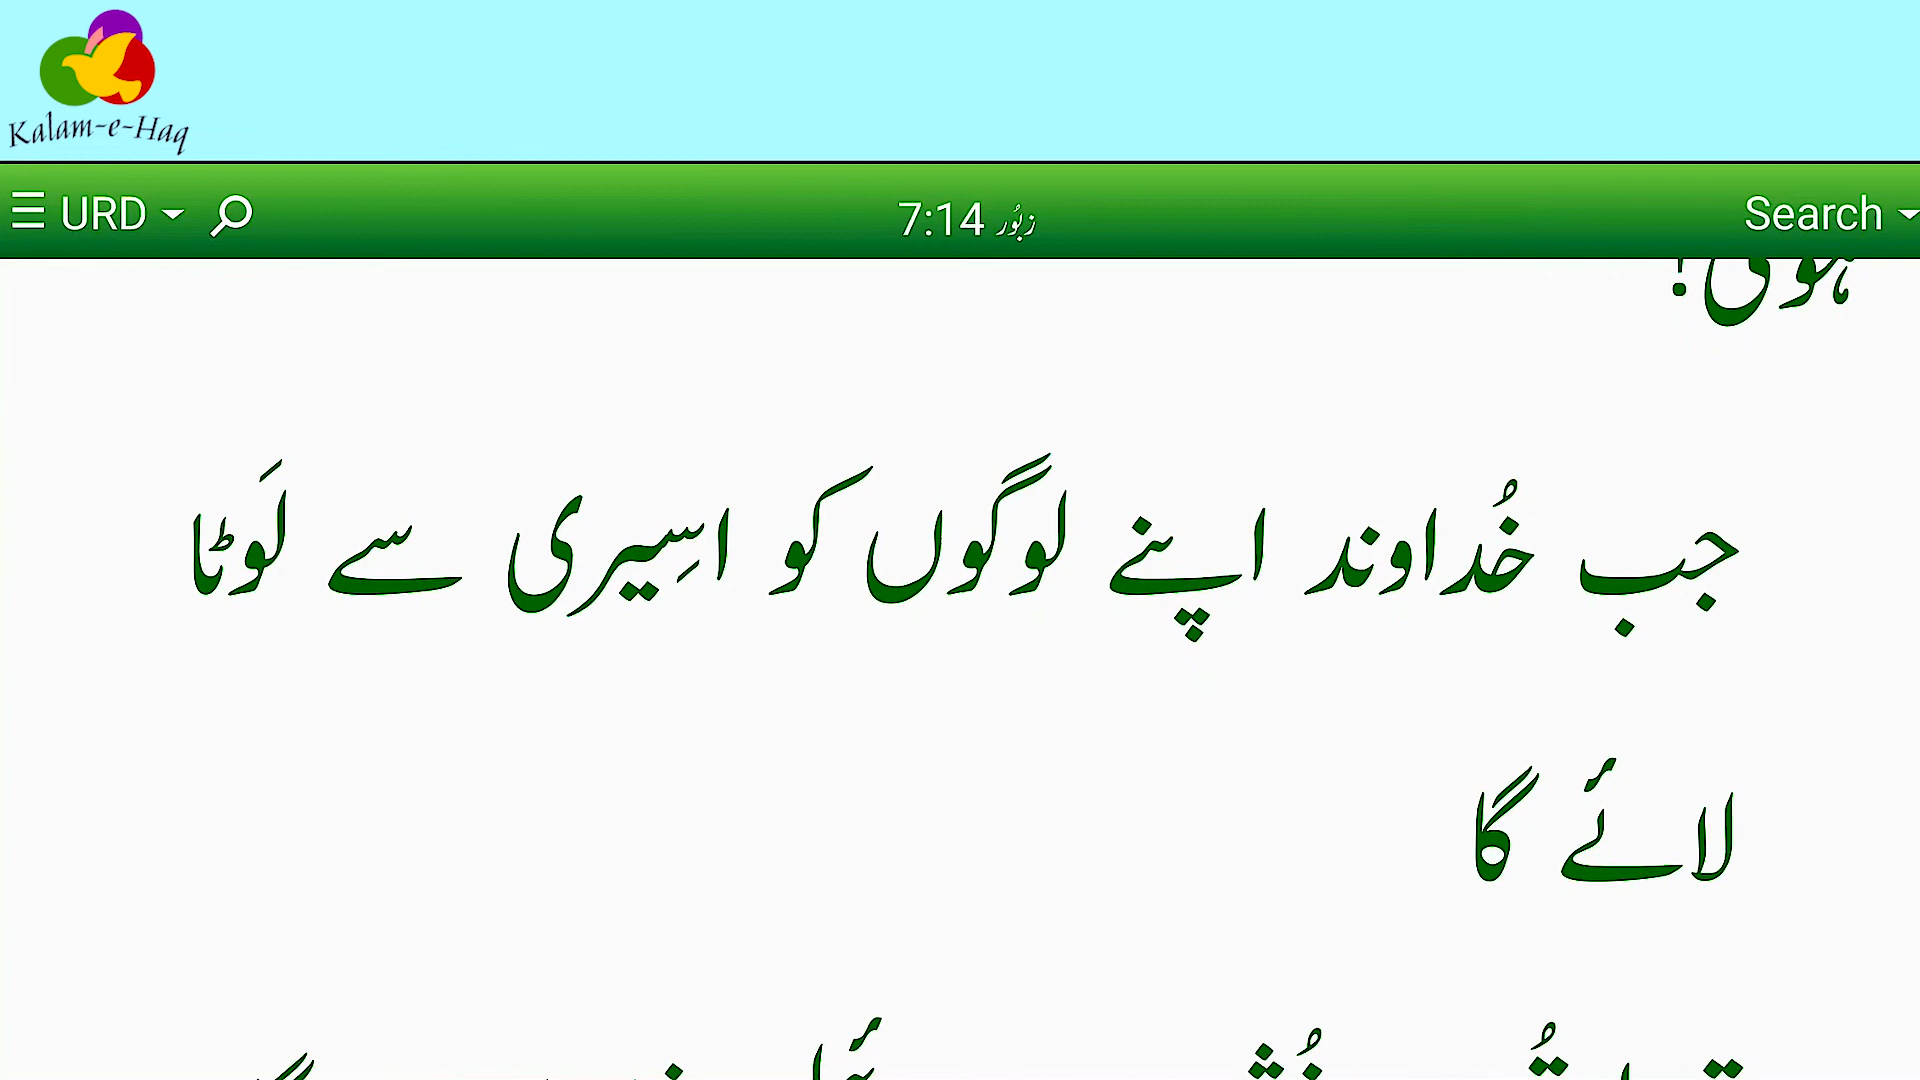 Kalam-e-Haq
☰ URD
زبُور 7:14
Search
جب خُداوند اپنے لوگوں کو اسِیری سے لَوٹا
لائے گا